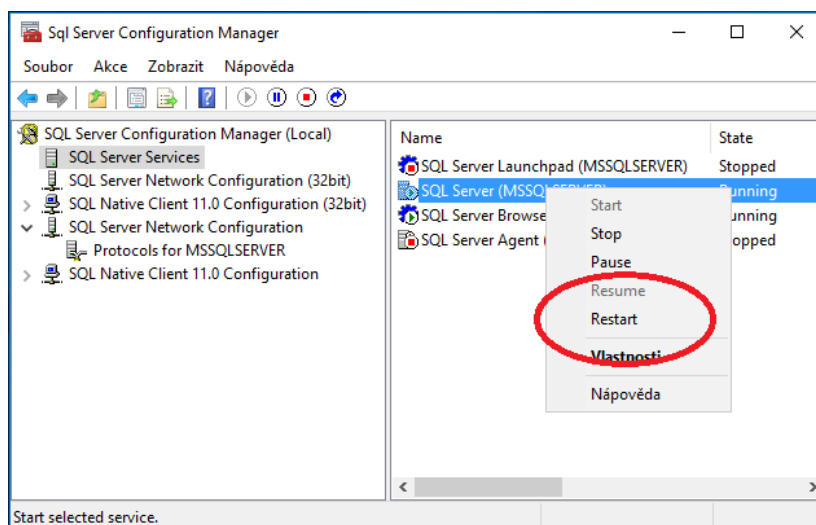 Sql Server Configuration Manager
Soubor Akce Zobrazit Nápověda
SQL Server Configuration Manager (Local)
SQL Server Services
SQL Server Network Configuration (32bit)
SQL Native Client 11.0 Configuration (32bit)
SQL Server Network Configuration
Protocols for MSSQLSERVER
SQL Native Client 11.0 Configuration
Name State
SQL Server Launchpad (MSSQLSERVER) Stopped
SQL Server (MSSQLSERVER) Running
SQL Server Browse unning
SQL Server Agent ( opped
Start
Stop
Pause
Resume
Restart
Vlastnosti
Nápověda
Start selected service.